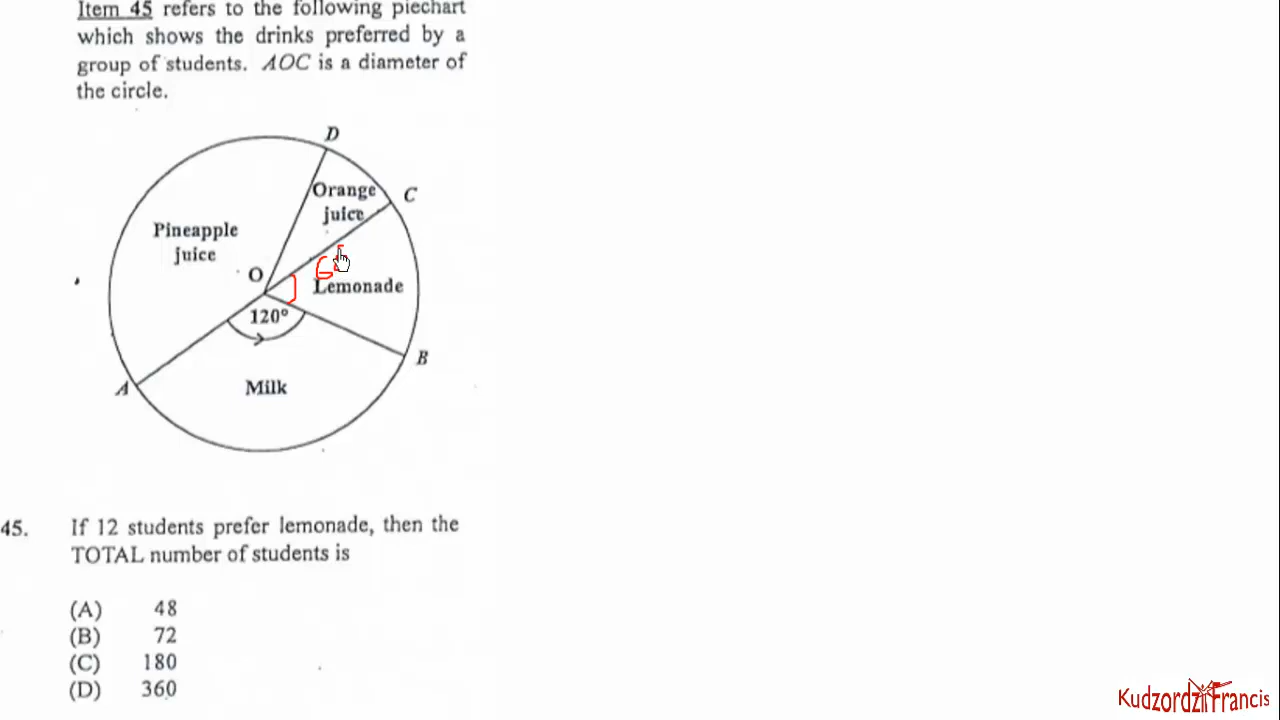 Item 45 refers to the following piechart
which shows the drinks preferred by a
group of students. AOC is a diameter of
the circle.
D
Orange
juice
C
Pineapple
juice
O
Lemonade
120°
B
A
Milk
45. If 12 students prefer lemonade, then the
TOTAL number of students is
(A) 48
(B) 72
(C) 180
(D) 360
Kudzordzi Francis